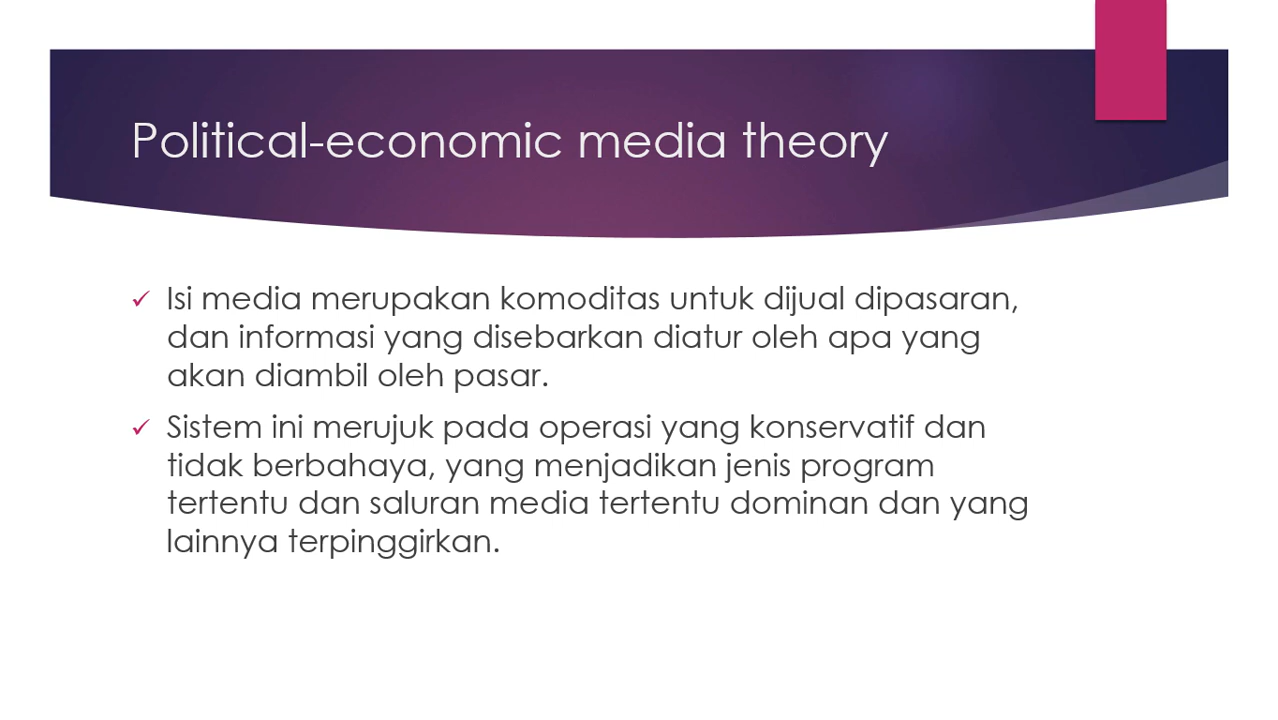 Political-economic media theory
✓ Isi media merupakan komoditas untuk dijual dipasaran,
dan informasi yang disebarkan diatur oleh apa yang
akan diambil oleh pasar.
✓ Sistem ini merujuk pada operasi yang konservatif dan
tidak berbahaya, yang menjadikan jenis program
tertentu dan saluran media tertentu dominan dan yang
lainnya terpinggirkan.